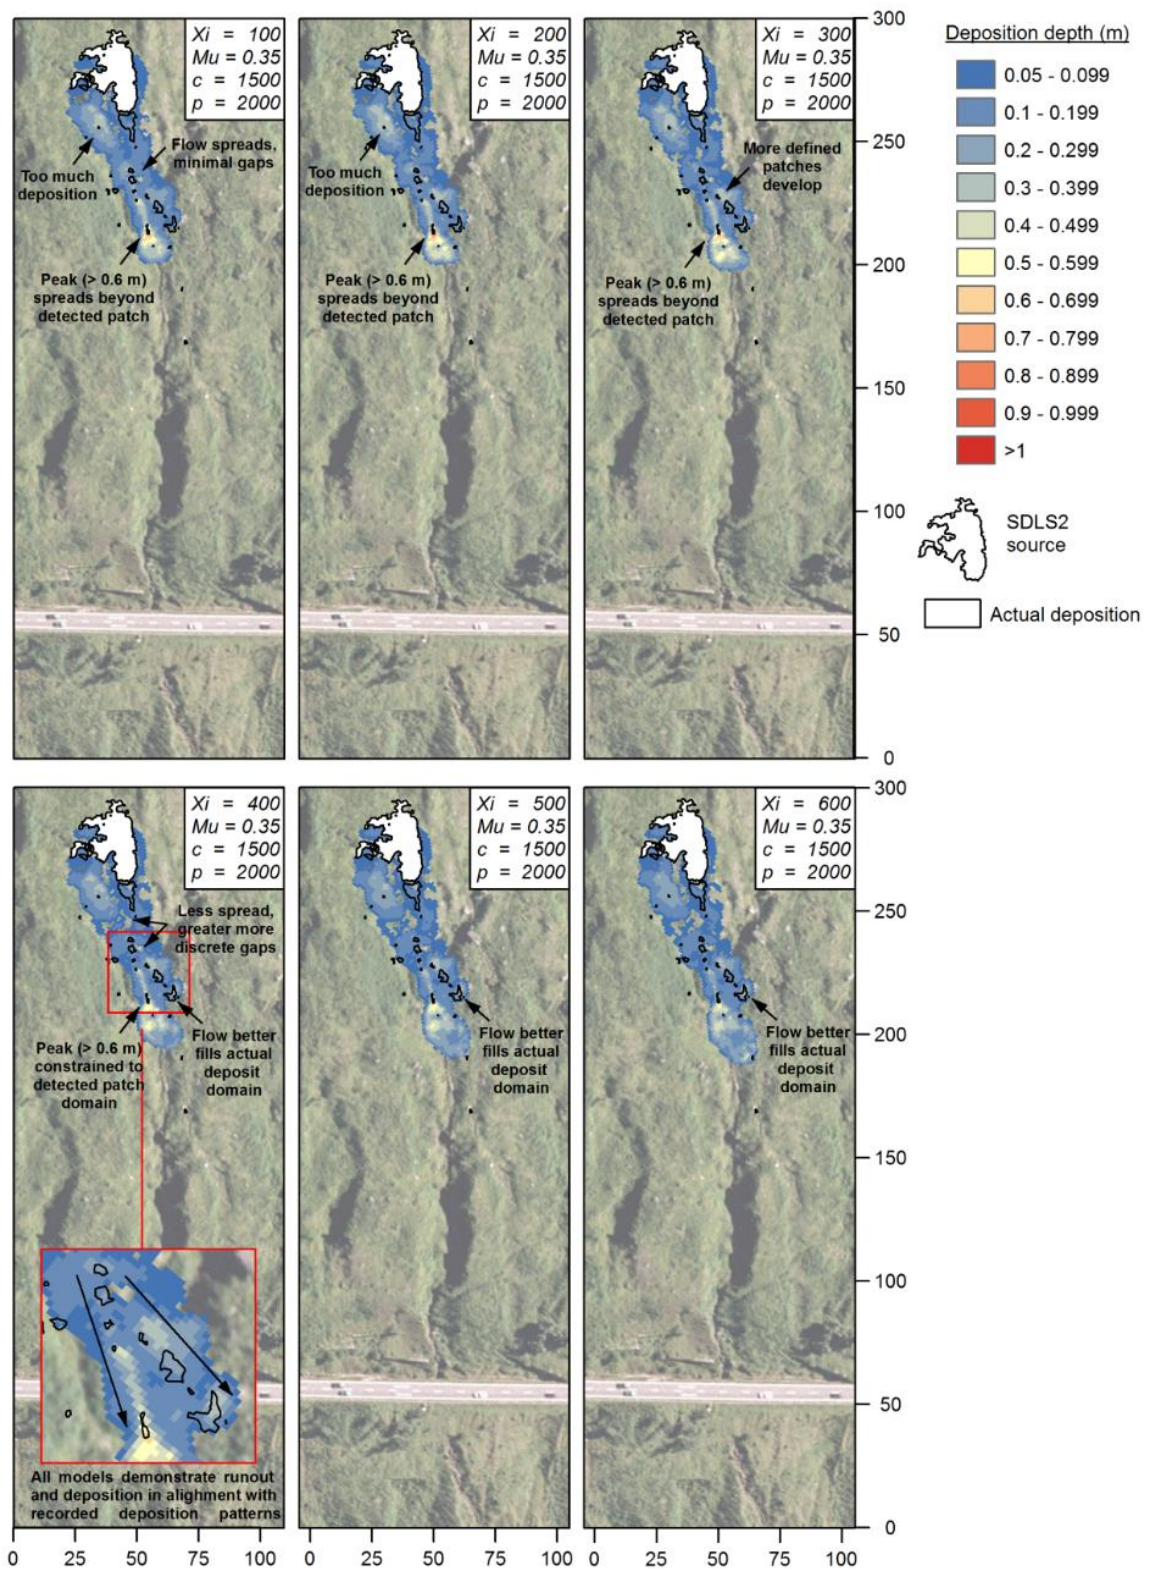 Xi = 100
Mu = 0.35
c = 1500
p = 2000
Flow spreads,
minimal gaps
Too much
deposition
Peak (> 0.6 m)
spreads beyond
detected patch
Xi = 200
Mu = 0.35
c = 1500
p = 2000
Too much
deposition
Peak (> 0.6 m)
spreads beyond
detected patch
Xi = 300
Mu = 0.35
c = 1500
p = 2000
More defined
patches
develop
Peak (> 0.6 m)
spreads beyond
detected patch
300
250
200
150
100
50
0
Deposition depth (m)
0.05 - 0.099
0.1 - 0.199
0.2 - 0.299
0.3 - 0.399
0.4 - 0.499
0.5 - 0.599
0.6 - 0.699
0.7 - 0.799
0.8 - 0.899
0.9 - 0.999
>1
SDLS2
source
Actual deposition
Xi = 400
Mu = 0.35
c = 1500
p = 2000
Less spread,
greater more
discrete gaps
Peak (> 0.6 m)
constrained to
detected patch
domain
Flow better
fills actual
deposit
domain
All models demonstrate runout
and deposition in alighment with
recorded deposition patterns
Xi = 500
Mu = 0.35
c = 1500
p = 2000
Flow better
fills actual
deposit
domain
Xi = 600
Mu = 0.35
c = 1500
p = 2000
Flow better
fills actual
deposit
domain
300
250
200
150
100
50
0
0 25 50 75 100
0 25 50 75 100
0 25 50 75 100